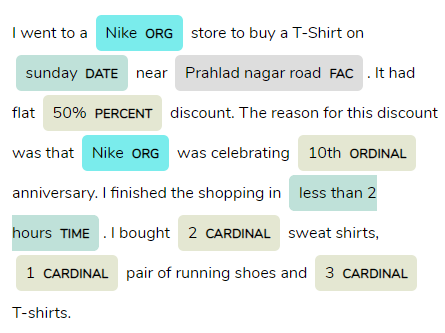 I went to a Nike ORG store to buy a T-Shirt on
sunday DATE near Prahlad nagar road FAC . It had
flat 50% PERCENT discount. The reason for this discount
was that Nike ORG was celebrating 10th ORDINAL
anniversary. I finished the shopping in less than 2
hours TIME . I bought 2 CARDINAL sweat shirts,
1 CARDINAL pair of running shoes and 3 CARDINAL
T-shirts.